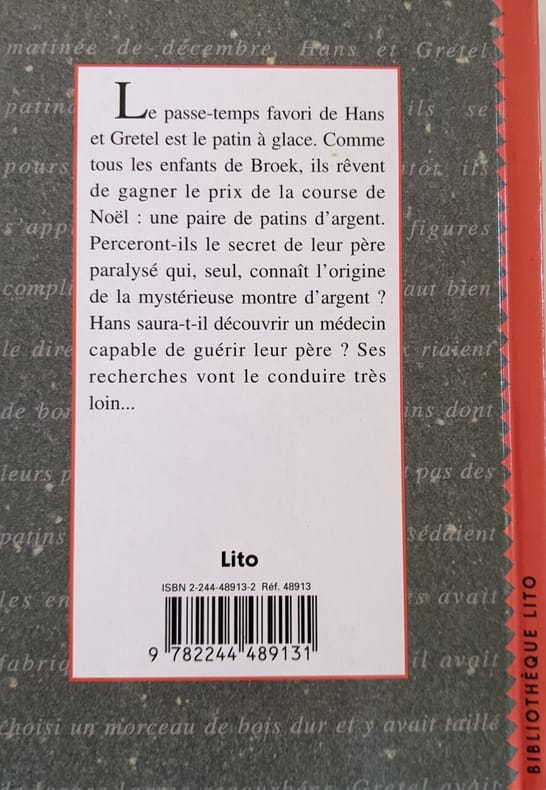 matinée de décembre, Hans et Gretel
Le passe-temps favori de Hans
et Gretel est le patin à glace. Comme
tous les enfants de Broek, ils rêvent
de gagner le prix de la course de
Noël : une paire de patins d'argent.
Perceront-ils le secret de leur père
paralysé qui, seul, connaît l'origine
de la mystérieuse montre d'argent ?
Hans saura-t-il découvrir un médecin
capable de guérir leur père ? Ses
recherches vont le conduire très
loin...
Lito
ISBN 2-244-48913-2 Réf. 48913
9 782244 489131
patin ils se
pours tôt, ils
s'app figures
compli aut bien
le dire riaient
de bor ins dont
leurs p pas des
patins sédaient
les en s avait
fabriq il avait
choisi un morceau de bois dur et y avait taillé
Gretel avait
BIBLIOTHÈQUE LITO